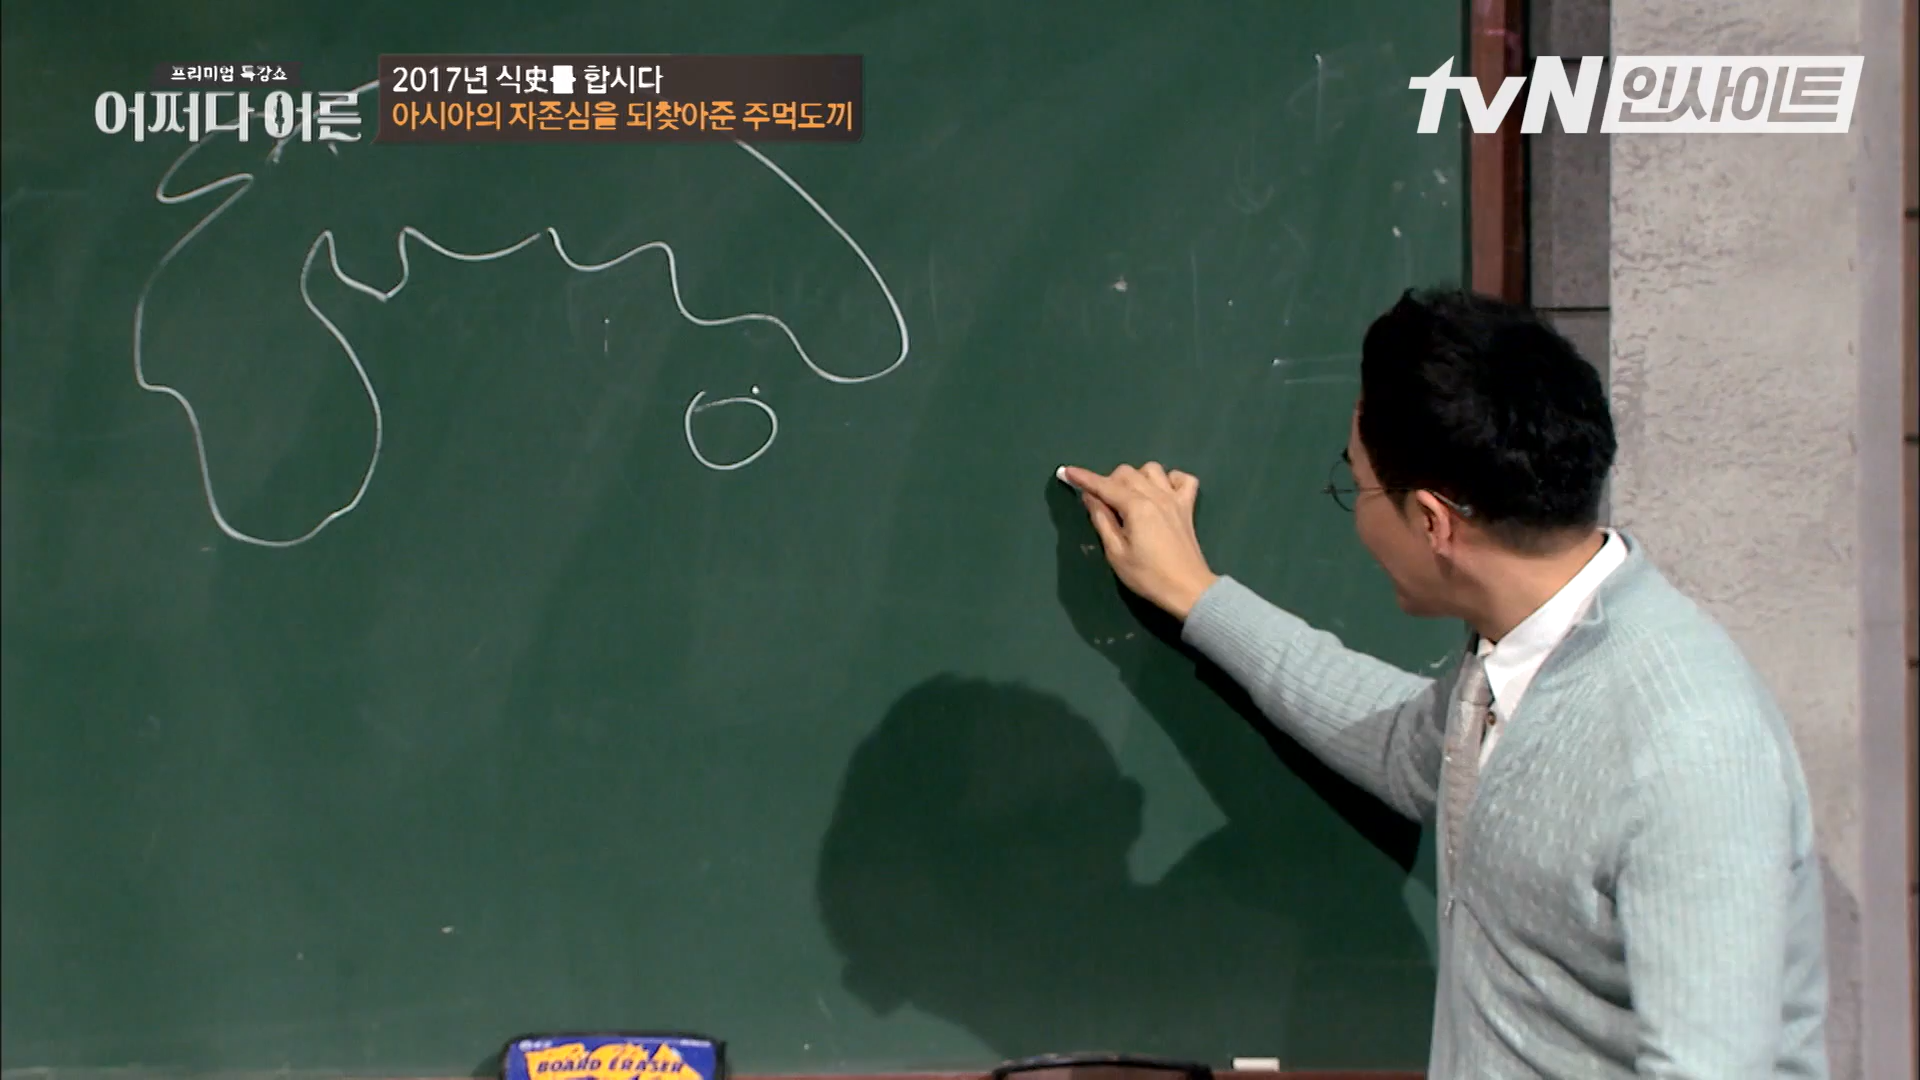 프리미엄 특강쇼
어쩌다 어른
2017년 식史를 합시다
아시아의 자존심을 되찾아준 주먹도끼
tvN 인사이트
BOARD ERASER